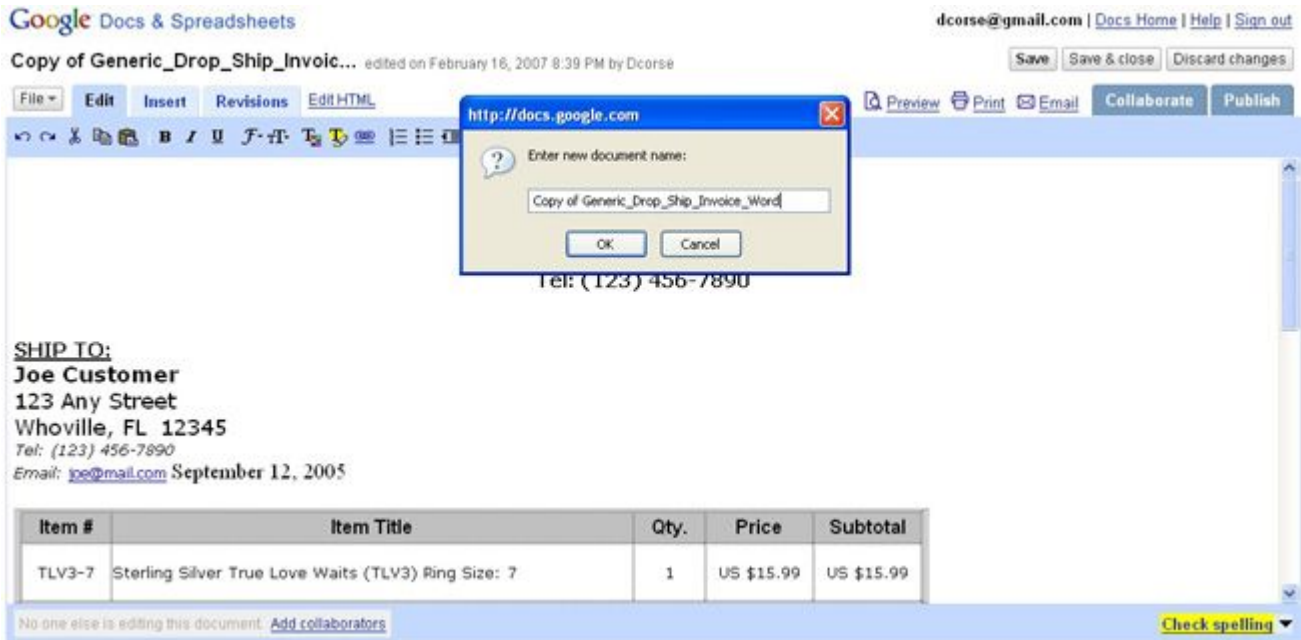 Google Docs & Spreadsheets
dcorse@gmail.com | Docs Home | Help | Sign out
Copy of Generic_Drop_Ship_Invoic... edited on February 16, 2007 8:39 PM by Dcorse
Save Save & close Discard changes
File Edit Insert Revisions Edit HTML
Preview Print Email Collaborate Publish
B I U
http://docs.google.com
Enter new document name:
Copy of Generic_Drop_Ship_Invoice_Word
OK Cancel
Tel: (123) 456-7890
SHIP TO:
Joe Customer
123 Any Street
Whoville, FL 12345
Tel: (123) 456-7890
Email: joe@mail.com September 12, 2005
Item # Item Title Qty. Price Subtotal
TLV3-7 Sterling Silver True Love Waits (TLV3) Ring Size: 7 1 US $15.99 US $15.99
No one else is editing this document. Add collaborators
Check spelling